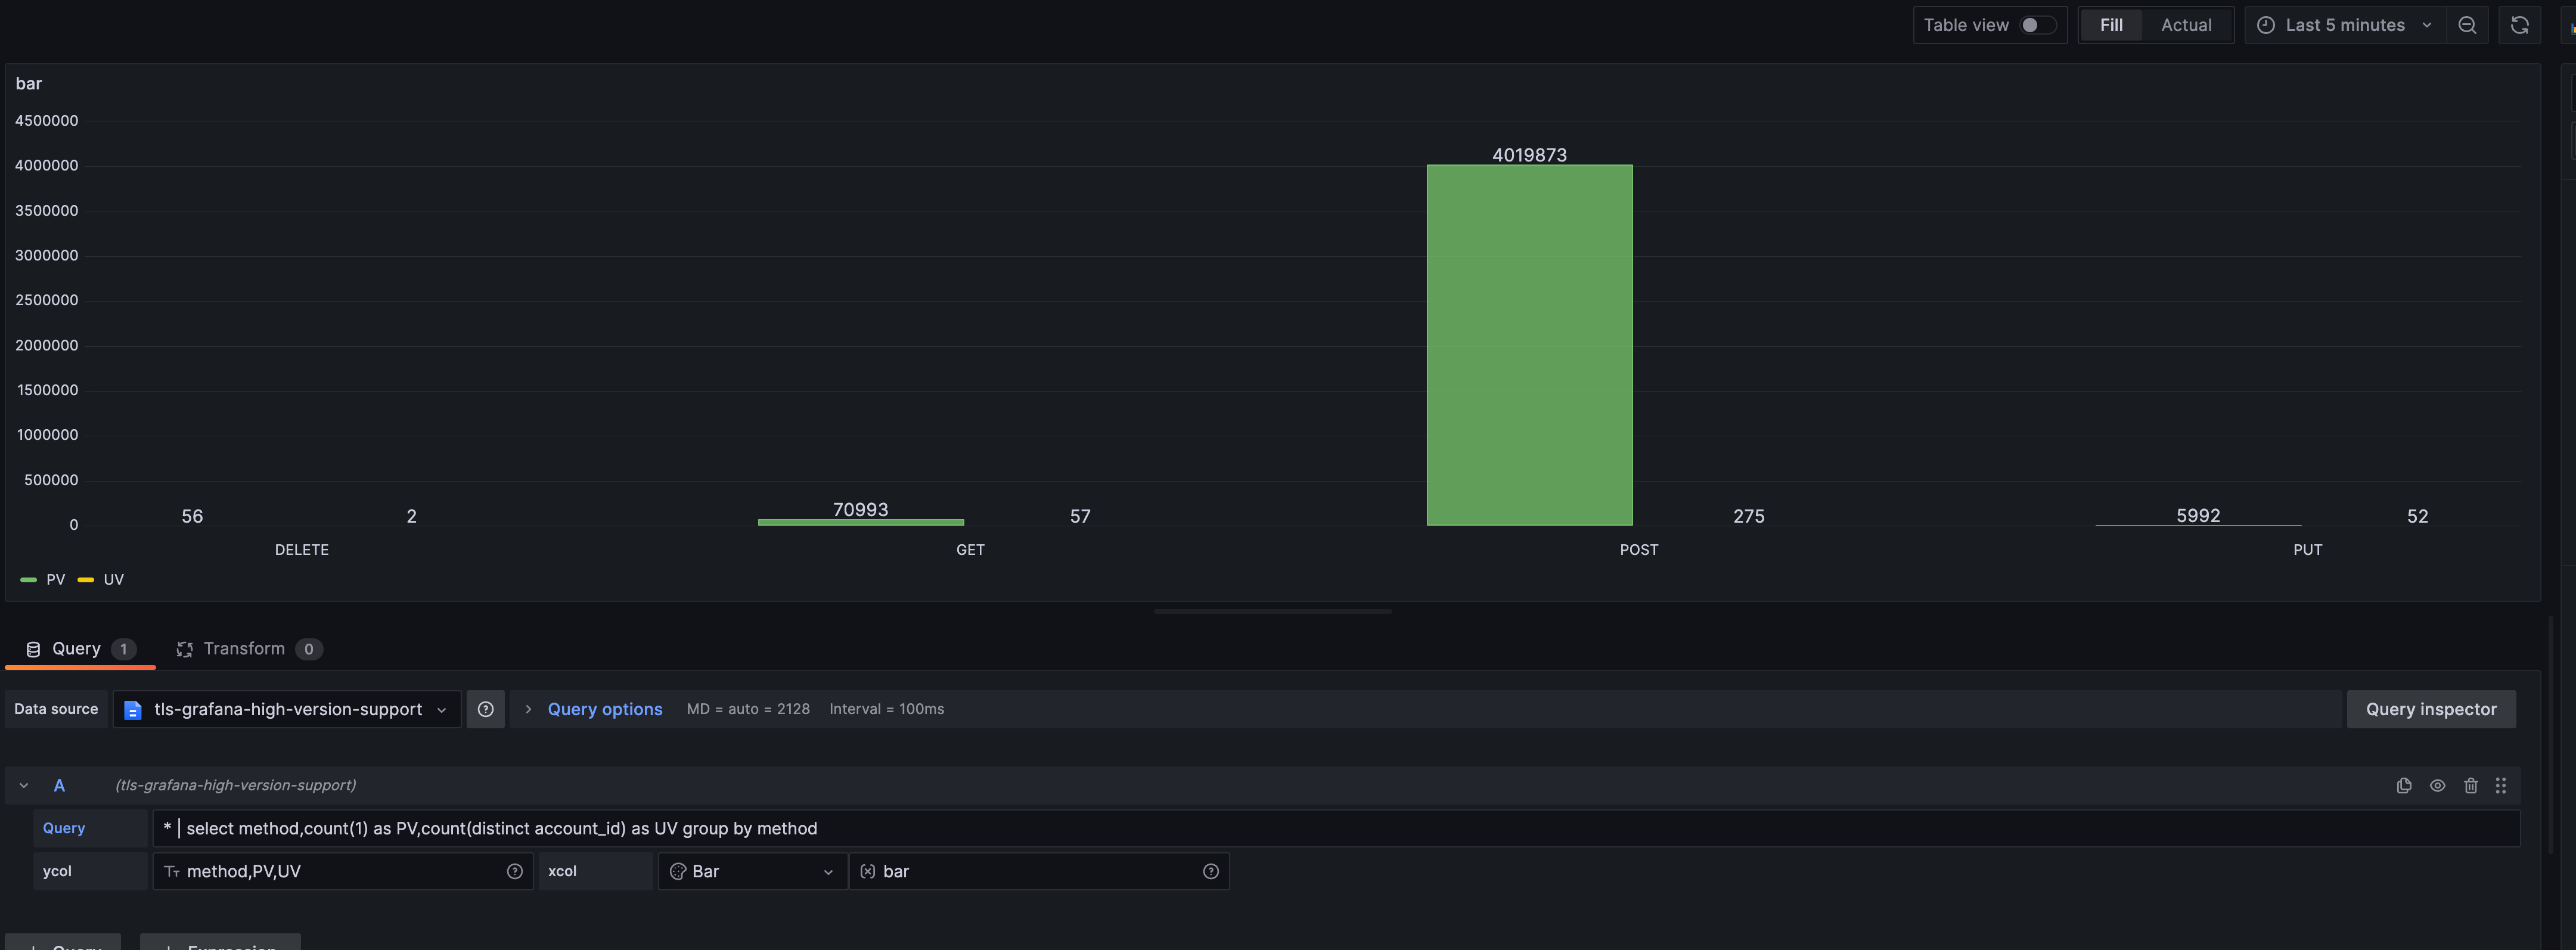 Table view Fill Actual Last 5 minutes
bar
4500000
4000000
3500000
3000000
2500000
2000000
1500000
1000000
500000
0
56 2 70993 57 4019873 275 5992 52
DELETE GET POST PUT
PV UV
Query 1 Transform 0
Data source tls-grafana-high-version-support Query options MD = auto = 2128 Interval = 100ms Query inspector
A (tls-grafana-high-version-support)
Query * | select method,count(1) as PV,count(distinct account_id) as UV group by method
ycol method,PV,UV xcol Bar bar
+ Query + Expression